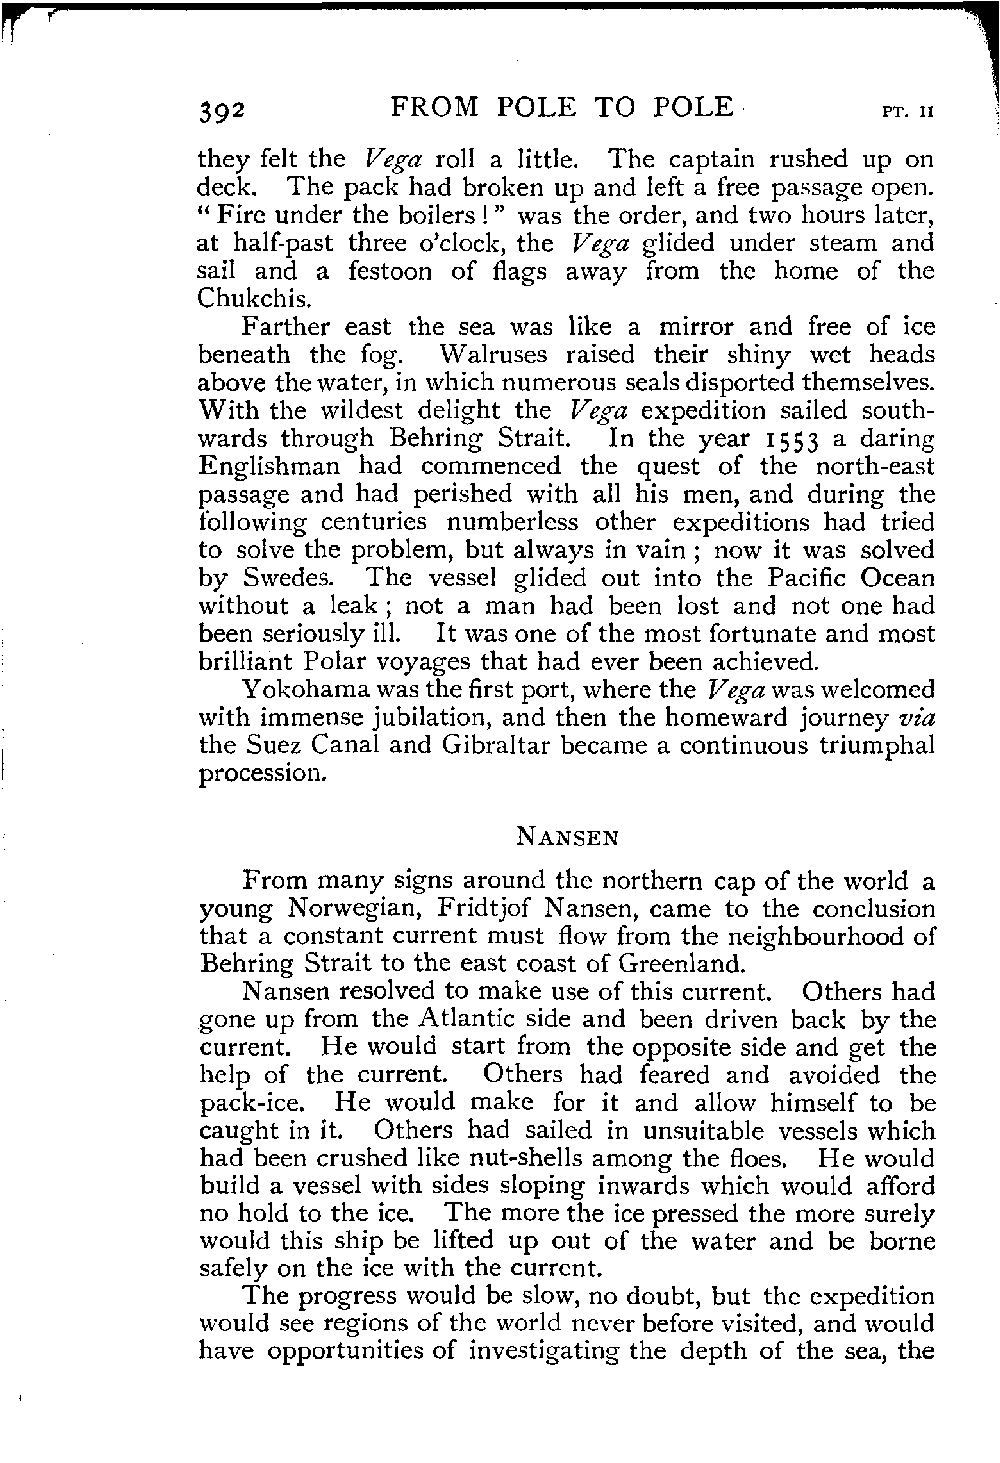 392 FROM POLE TO POLE PT. II
they felt the Vega roll a little. The captain rushed up on
deck. The pack had broken up and left a free passage open.
“Fire under the boilers!” was the order, and two hours later,
at half-past three o’clock, the Vega glided under steam and
sail and a festoon of flags away from the home of the
Chukchis.
Farther east the sea was like a mirror and free of ice
beneath the fog. Walruses raised their shiny wet heads
above the water, in which numerous seals disported themselves.
With the wildest delight the Vega expedition sailed south-
wards through Behring Strait. In the year 1553 a daring
Englishman had commenced the quest of the north-east
passage and had perished with all his men, and during the
following centuries numberless other expeditions had tried
to solve the problem, but always in vain; now it was solved
by Swedes. The vessel glided out into the Pacific Ocean
without a leak; not a man had been lost and not one had
been seriously ill. It was one of the most fortunate and most
brilliant Polar voyages that had ever been achieved.
Yokohama was the first port, where the Vega was welcomed
with immense jubilation, and then the homeward journey via
the Suez Canal and Gibraltar became a continuous triumphal
procession.
NANSEN
From many signs around the northern cap of the world a
young Norwegian, Fridtjof Nansen, came to the conclusion
that a constant current must flow from the neighbourhood of
Behring Strait to the east coast of Greenland.
Nansen resolved to make use of this current. Others had
gone up from the Atlantic side and been driven back by the
current. He would start from the opposite side and get the
help of the current. Others had feared and avoided the
pack-ice. He would make for it and allow himself to be
caught in it. Others had sailed in unsuitable vessels which
had been crushed like nut-shells among the floes. He would
build a vessel with sides sloping inwards which would afford
no hold to the ice. The more the ice pressed the more surely
would this ship be lifted up out of the water and be borne
safely on the ice with the current.
The progress would be slow, no doubt, but the expedition
would see regions of the world never before visited, and would
have opportunities of investigating the depth of the sea, the